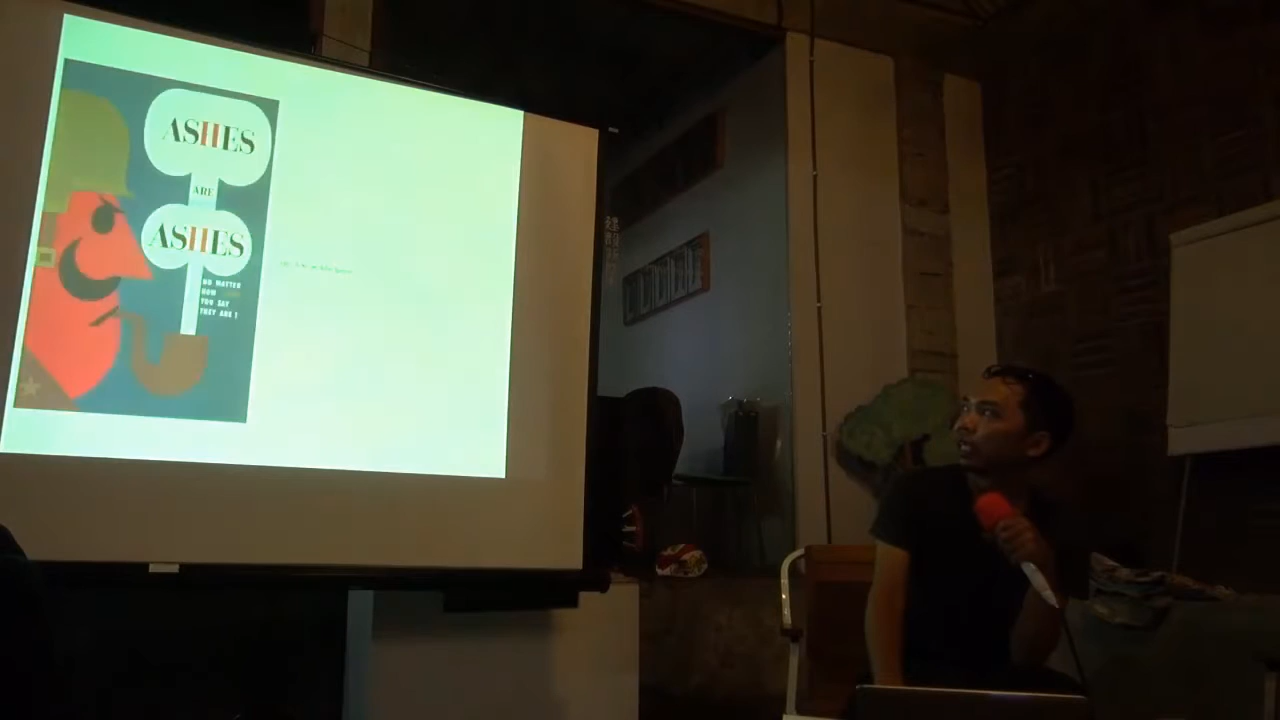 ASHES
ARE
ASHES
NO MATTER
HOW
YOU SAY
THEY ARE !